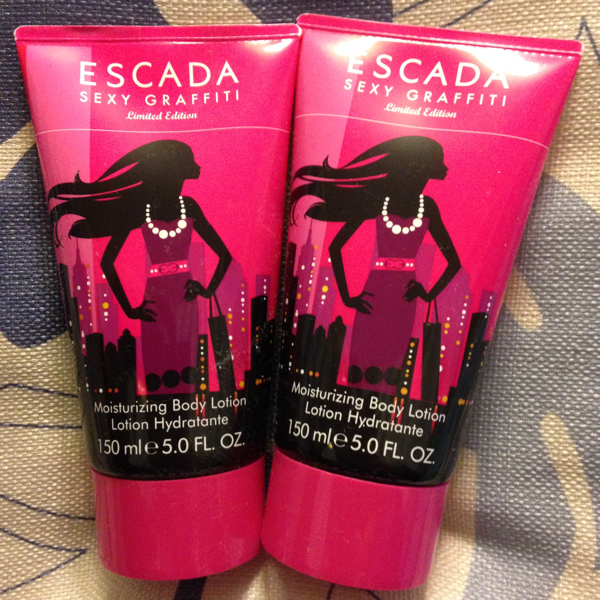 ESCADA
SEXY GRAFFITI
Limited Edition
Moisturizing Body Lotion
Lotion Hydratante
150 ml e 5.0 FL. OZ.
ESCADA
SEXY GRAFFITI
Limited Edition
Moisturizing Body Lotion
Lotion Hydratante
150 ml e 5.0 FL. OZ.